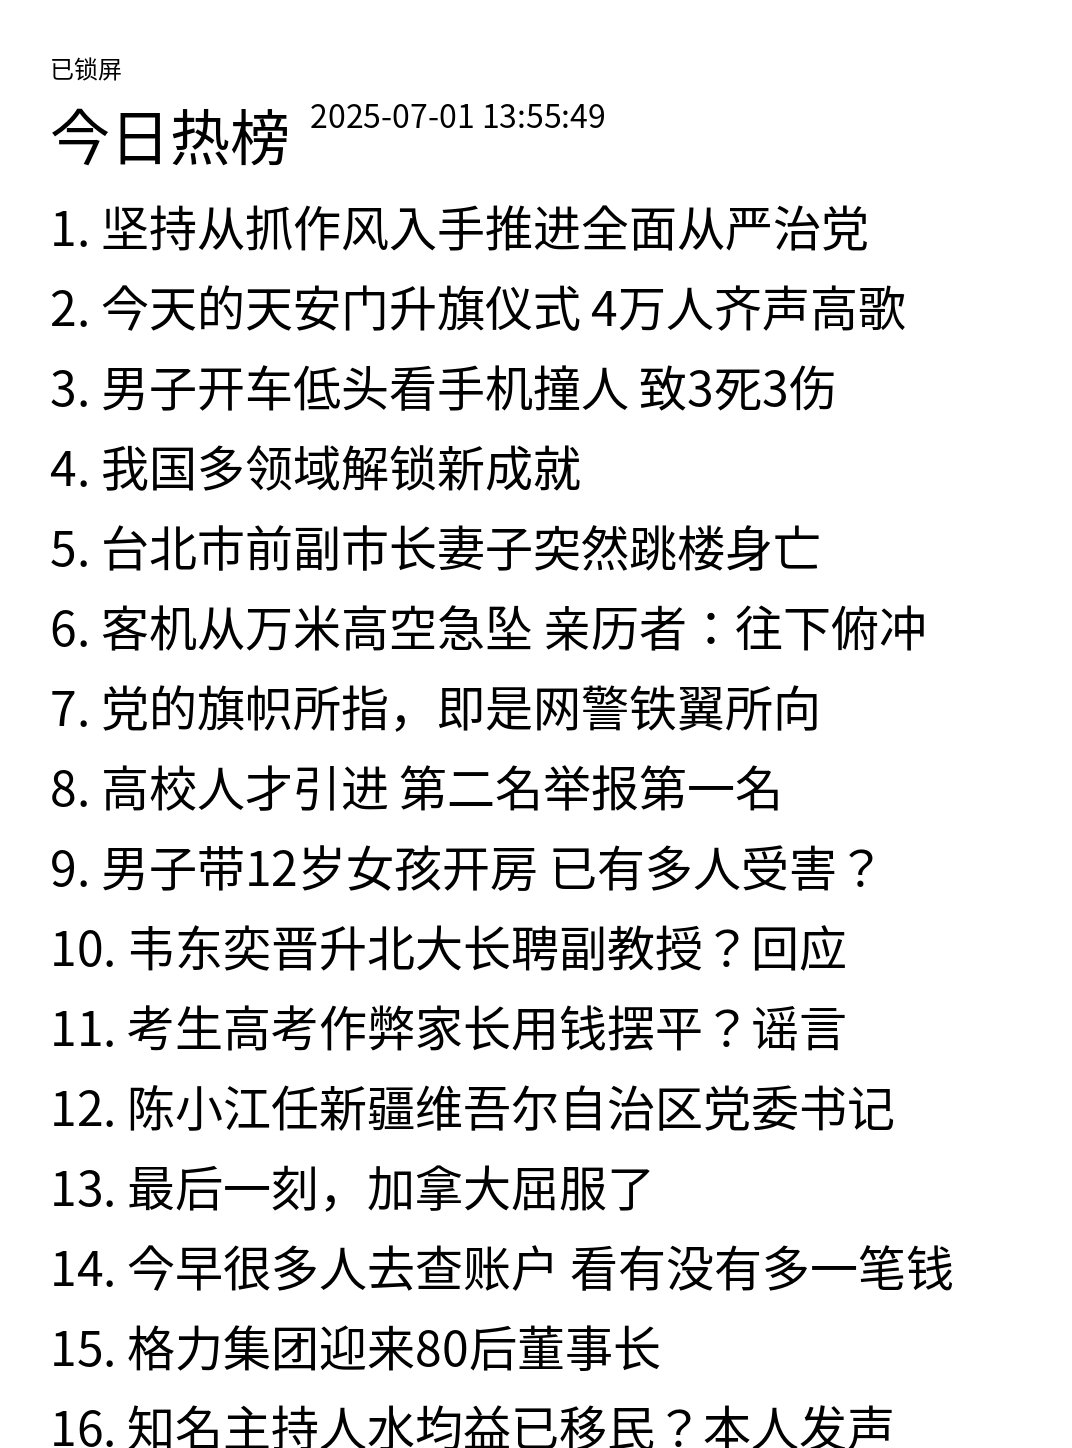 已锁屏
今日热榜 2025-07-01 13:55:49
1. 坚持从抓作风入手推进全面从严治党
2. 今天的天安门升旗仪式 4万人齐声高歌
3. 男子开车低头看手机撞人 致3死3伤
4. 我国多领域解锁新成就
5. 台北市前副市长妻子突然跳楼身亡
6. 客机从万米高空急坠 亲历者：往下俯冲
7. 党的旗帜所指，即是网警铁翼所向
8. 高校人才引进 第二名举报第一名
9. 男子带12岁女孩开房 已有多人受害？
10. 韦东奕晋升北大长聘副教授？回应
11. 考生高考作弊家长用钱摆平？谣言
12. 陈小江任新疆维吾尔自治区党委书记
13. 最后一刻，加拿大屈服了
14. 今早很多人去查账户 看有没有多一笔钱
15. 格力集团迎来80后董事长
16. 知名主持人水均益已移民？本人发声